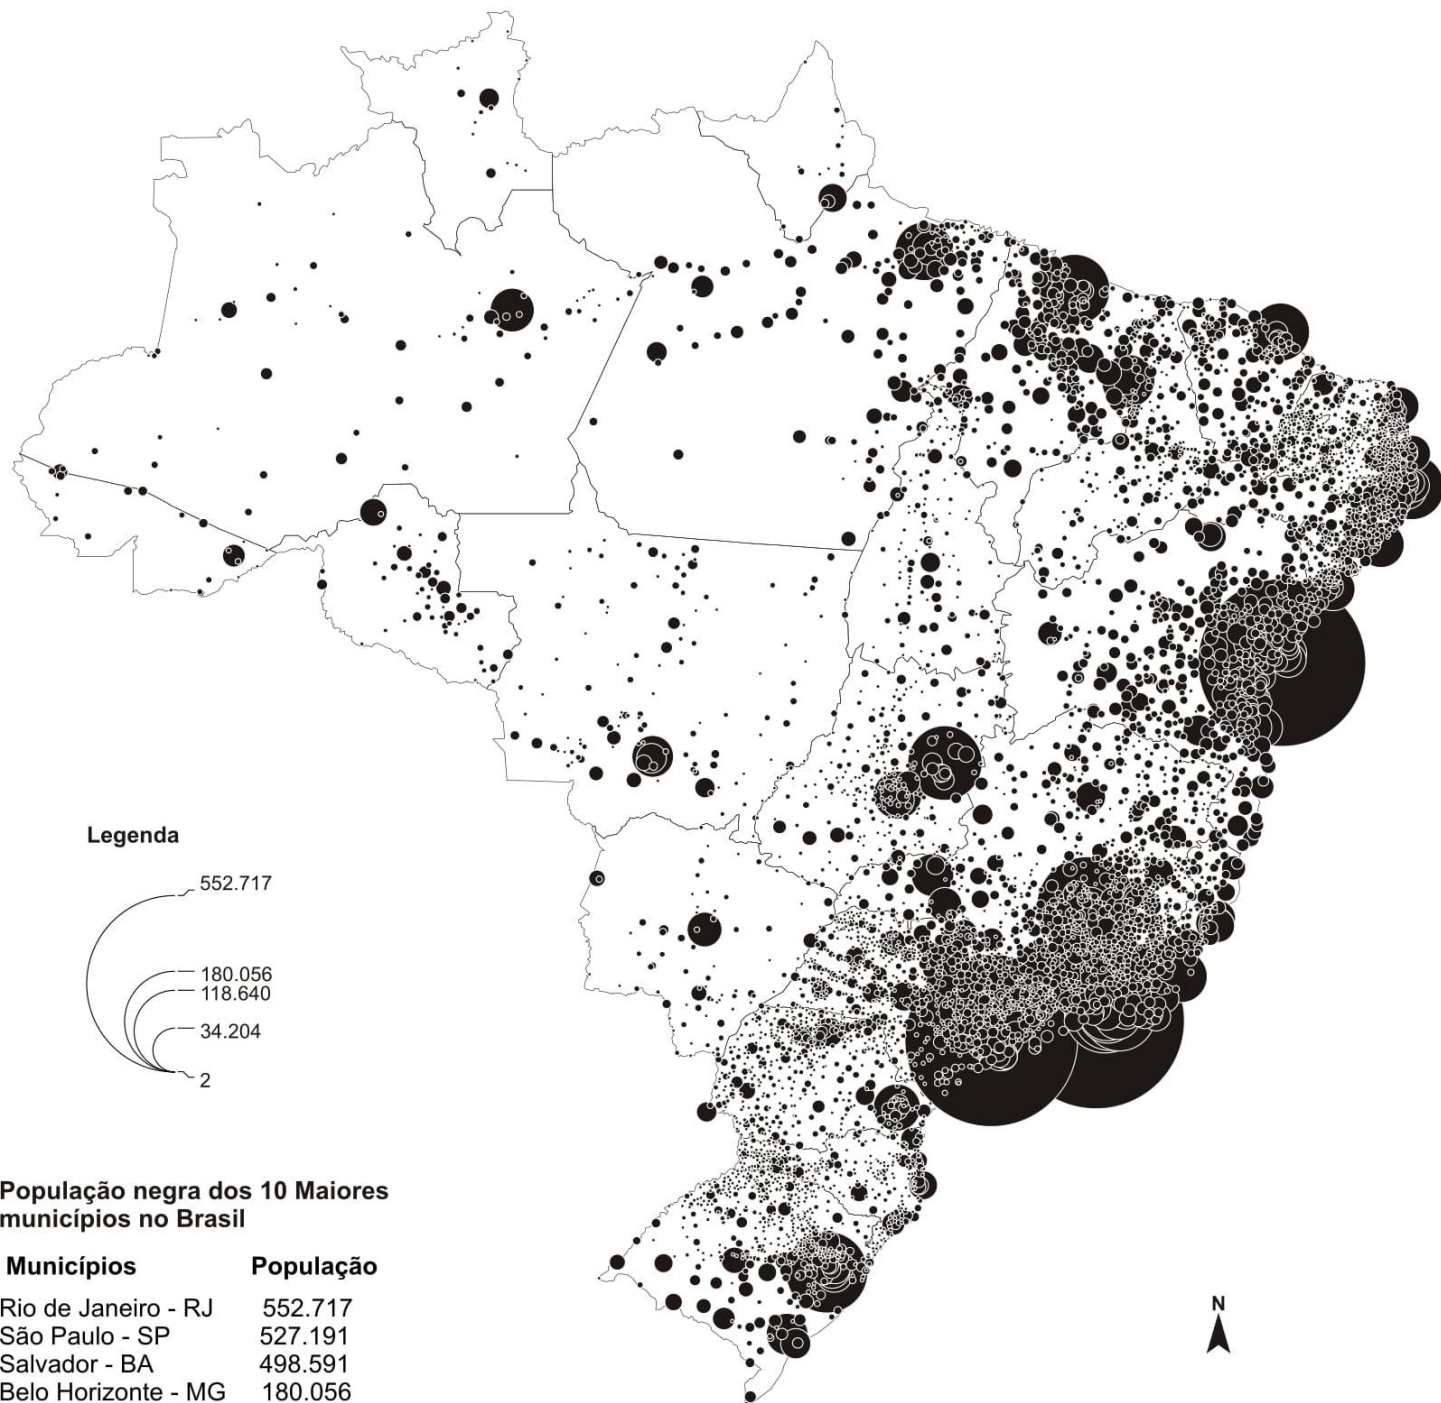 N
Legenda
552.717
180.056
118.640
34.204
2
População negra dos 10 Maiores
municípios no Brasil
Municípios População
Rio de Janeiro - RJ 552.717
São Paulo - SP 527.191
Salvador - BA 498.591
Belo Horizonte - MG 180.056